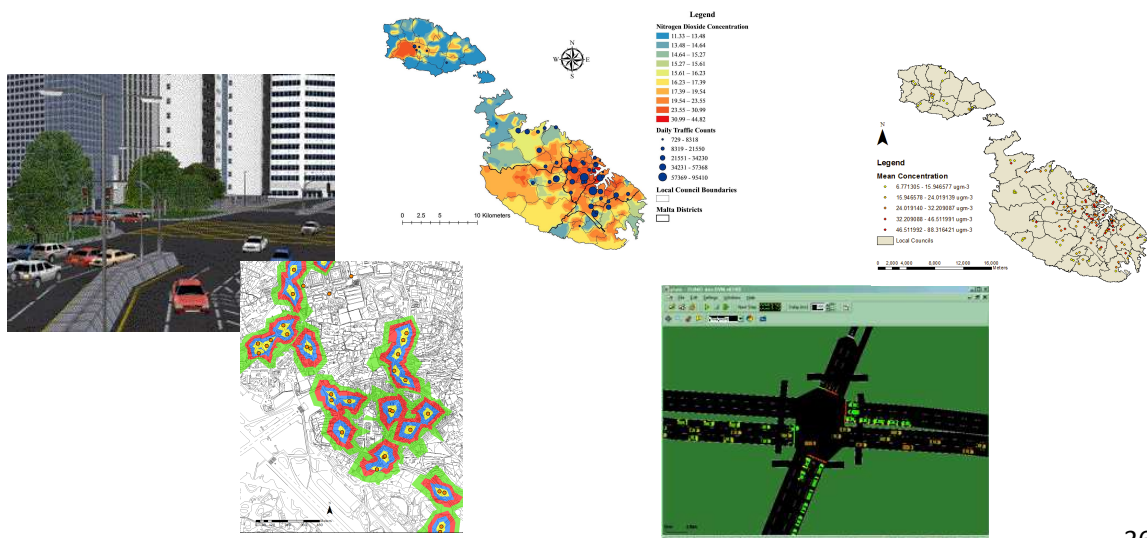 Legend
Nitrogen Dioxide Concentration
11.33 – 13.48
13.48 – 14.64
14.64 – 15.27
15.27 – 15.61
15.61 – 16.23
16.23 – 17.39
17.39 – 19.54
19.54 – 23.55
23.55 – 30.99
30.99 – 44.82
Daily Traffic Counts
729 - 8318
8319 - 21550
21551 - 34230
34231 - 57368
57369 - 95410
Local Council Boundaries
Malta Districts
N
W E
S
0 2.5 5 10 Kilometers
N
Legend
Mean Concentration
6.771305 - 15.946577 ugm-3
15.946578 - 24.019139 ugm-3
24.019140 - 32.209087 ugm-3
32.209088 - 46.511991 ugm-3
46.511992 - 88.316421 ugm-3
Local Councils
0 2,000 4,000 8,000 12,000 16,000
Meters
File Edit Settings Windows Help